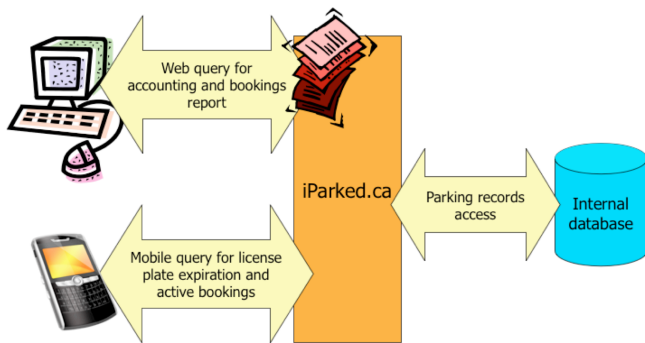 Web query for
accounting and bookings
report
iParked.ca
Parking records
access
Internal
database
Mobile query for license
plate expiration and
active bookings